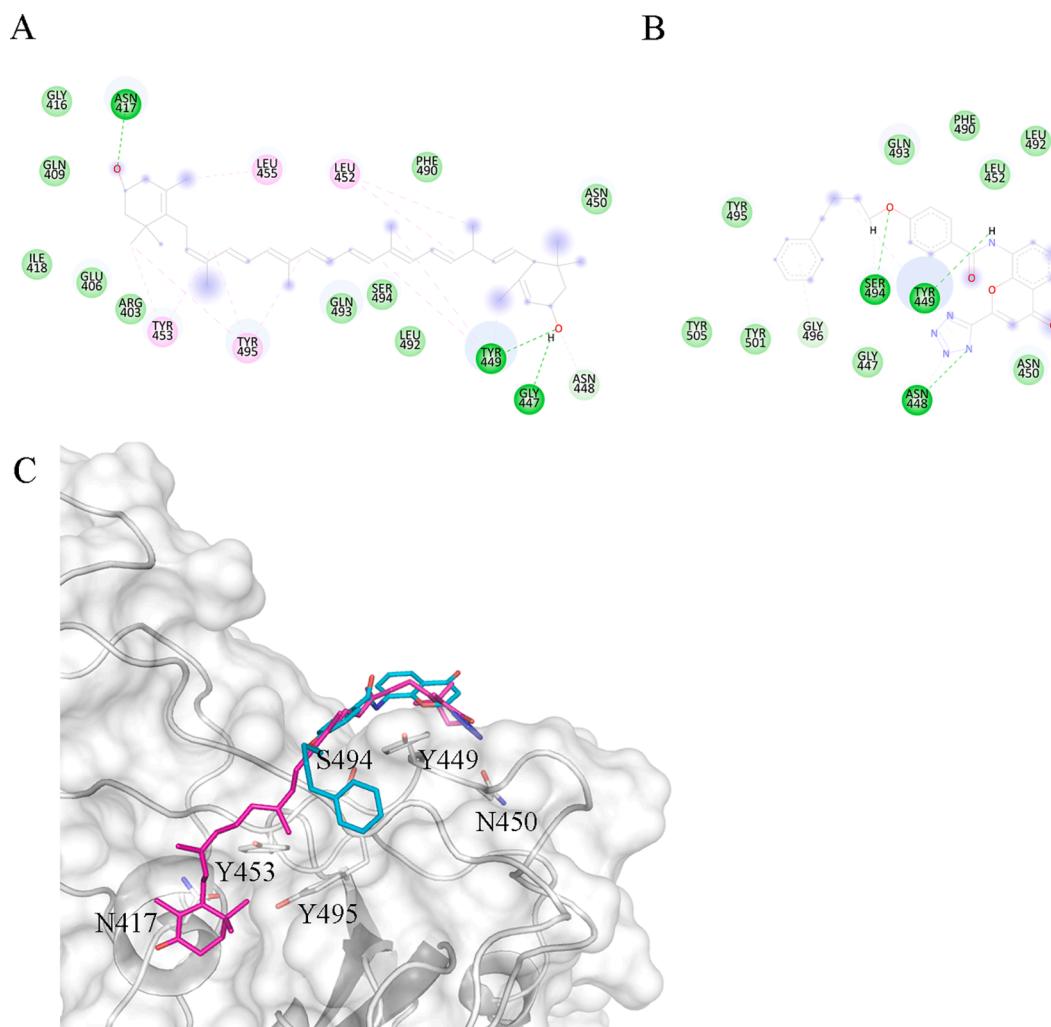 A
B
GLY
416
ASN
417
GLN
409
O
LEU
455
LEU
452
PHE
490
ASN
450
ILE
418
GLU
406
ARG
403
TYR
453
TYR
495
GLN
493
SER
494
LEU
492
TYR
449
O
H
GLY
447
ASN
448
PHE
490
LEU
492
GLN
493
LEU
452
TYR
495
O
H
H
N
O
SER
494
TYR
449
O
TYR
505
TYR
501
GLY
496
N
N
N
N
O
GLY
447
ASN
450
ASN
448
C
S494
Y449
N450
Y453
Y495
N417